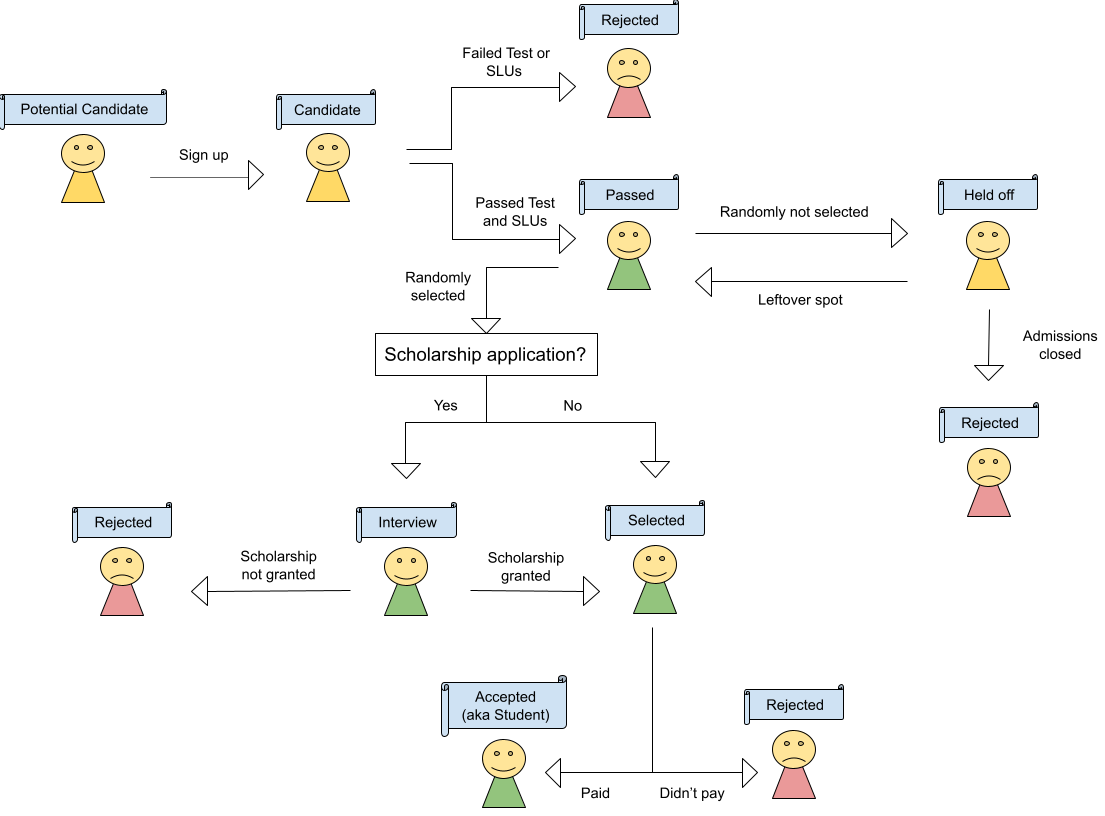 Rejected
Failed Test or
SLUs
Potential Candidate
Candidate
Sign up
Passed
Held off
Passed Test
and SLUs
Randomly not selected
Randomly
selected
Leftover spot
Admissions
closed
Scholarship application?
Yes
No
Rejected
Rejected
Interview
Selected
Scholarship
not granted
Scholarship
granted
Accepted
(aka Student)
Rejected
Paid
Didn't pay